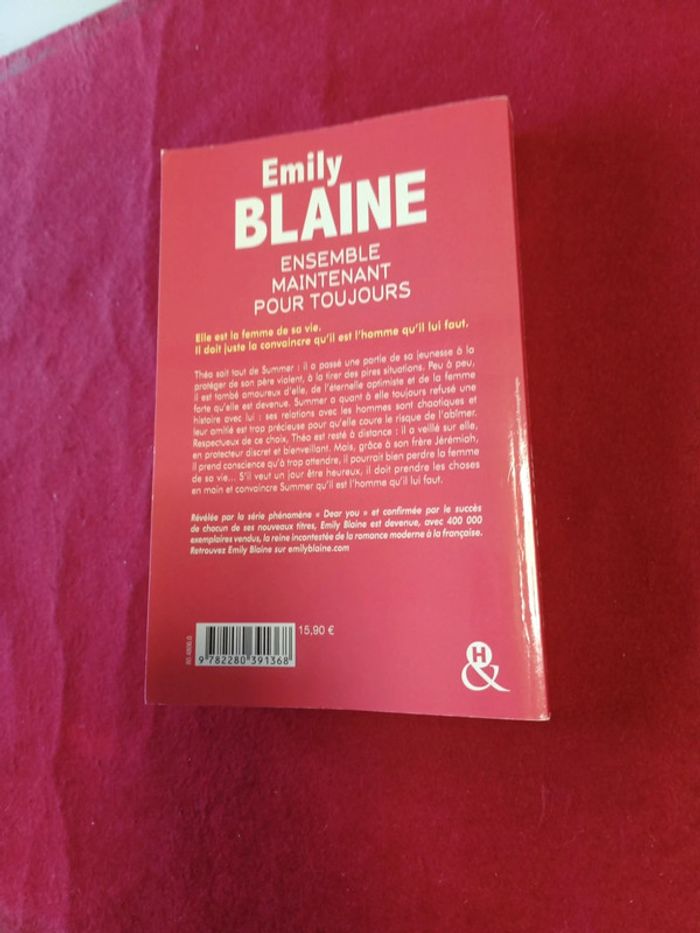 Emily
BLAINE
ENSEMBLE
MAINTENANT
POUR TOUJOURS
Elle est la femme de sa vie.
Il doit juste la convaincre qu'il est l'homme qu'il lui faut.
Théa sait tout de Summer : il a passé une partie de sa jeunesse à la
protéger de son père violent, à la tirer des pires situations. Peu à peu,
il est tombé amoureux d'elle, de l'éternelle optimiste et de la femme
forte qu'elle est devenue. Summer a quant à elle toujours refusé une
histoire avec lui : ses relations avec les hommes sont chaotiques et
leur amitié est trop précieuse pour qu'elle coure le risque de l'abîmer.
Respectueux de ce choix, Théa est resté à distance : il a veillé sur elle,
en protecteur discret et bienveillant. Mais, grâce à son frère Jérémiah,
il prend conscience qu'à trop attendre, il pourrait bien perdre la femme
de sa vie... S'il veut un jour être heureux, il doit prendre les choses
en main et convaincre Summer qu'il est l'homme qu'il lui faut.
Révélée par la série phénomène « Dear you » et confirmée par le succès
de chacun de ses nouveaux titres, Emily Blaine est devenue, avec 400 000
exemplaires vendus, la reine incontestée de la romance moderne à la française.
Retrouvez Emily Blaine sur emilyblaine.com
15,90 €
9 782280 391368
H
&